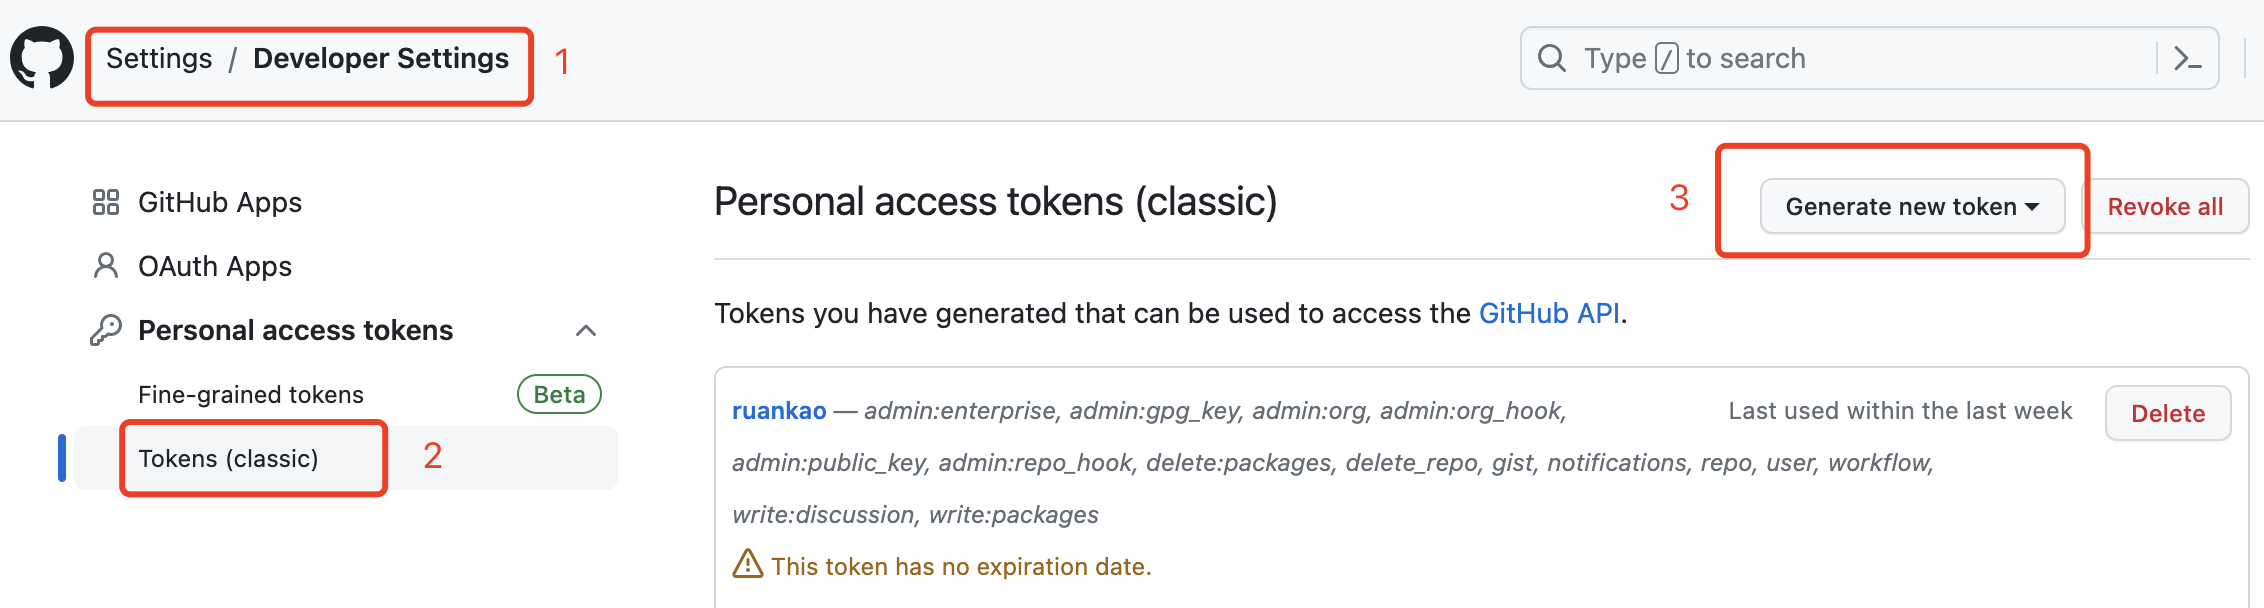 Settings / Developer Settings 1
Type / to search
GitHub Apps
OAuth Apps
Personal access tokens
Fine-grained tokens Beta
Tokens (classic) 2
Personal access tokens (classic)
3 Generate new token Revoke all
Tokens you have generated that can be used to access the GitHub API.
ruankao — admin:enterprise, admin:gpg_key, admin:org, admin:org_hook,
Last used within the last week Delete
admin:public_key, admin:repo_hook, delete:packages, delete_repo, gist, notifications, repo, user, workflow,
write:discussion, write:packages
This token has no expiration date.